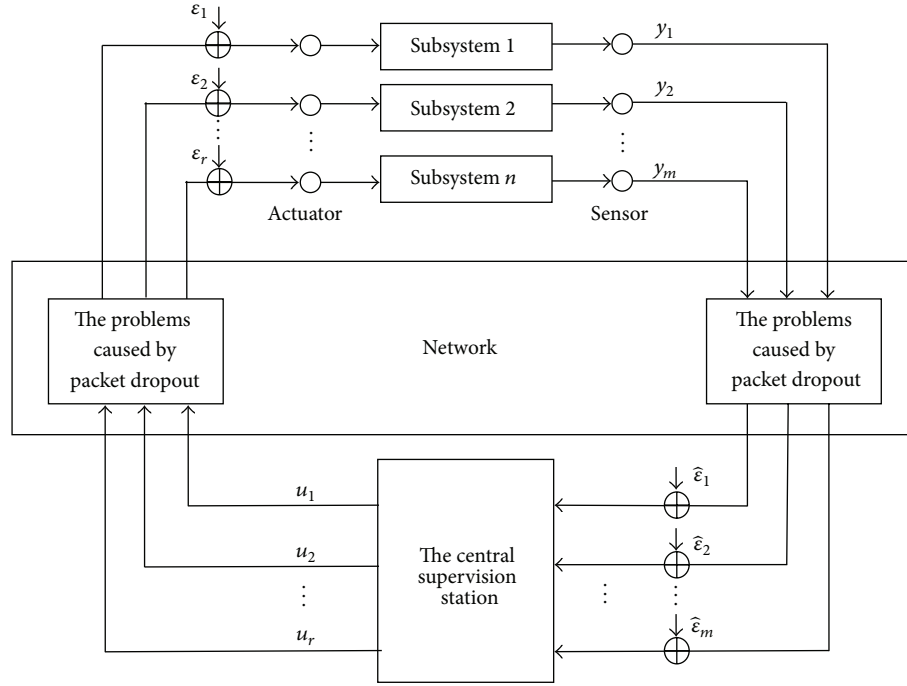 ε1
Subsystem 1
y1
ε2
Subsystem 2
y2
⋮
⋮
⋮
εr
Subsystem n
ym
Actuator
Sensor
The problems
caused by
packet dropout
Network
The problems
caused by
packet dropout
u1
ε̂1
u2
The central
supervision
station
ε̂2
⋮
⋮
⋮
ur
ε̂m